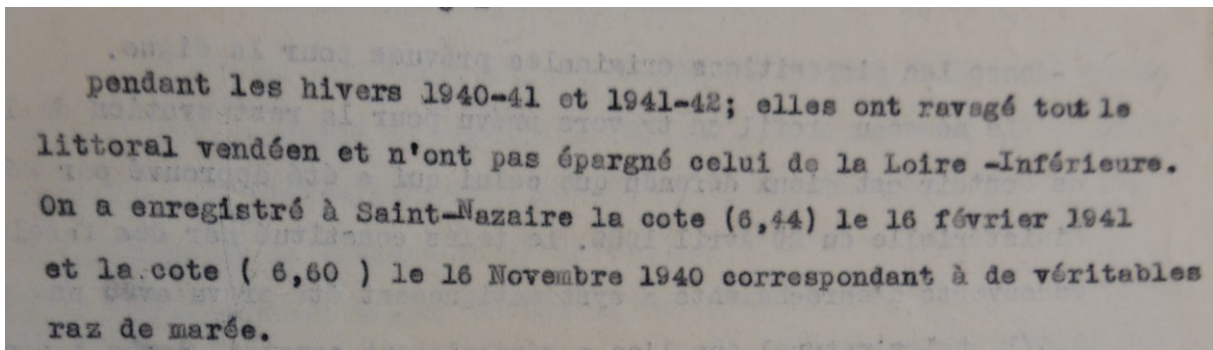 pendant les hivers 1940-41 et 1941-42; elles ont ravagé tout le
littoral vendéen et n'ont pas épargné celui de la Loire -Inférieure.
On a enregistré à Saint-Nazaire la cote (6,44) le 16 février 1941
et la cote ( 6,60 ) le 16 Novembre 1940 correspondant à de véritables
raz de marée.